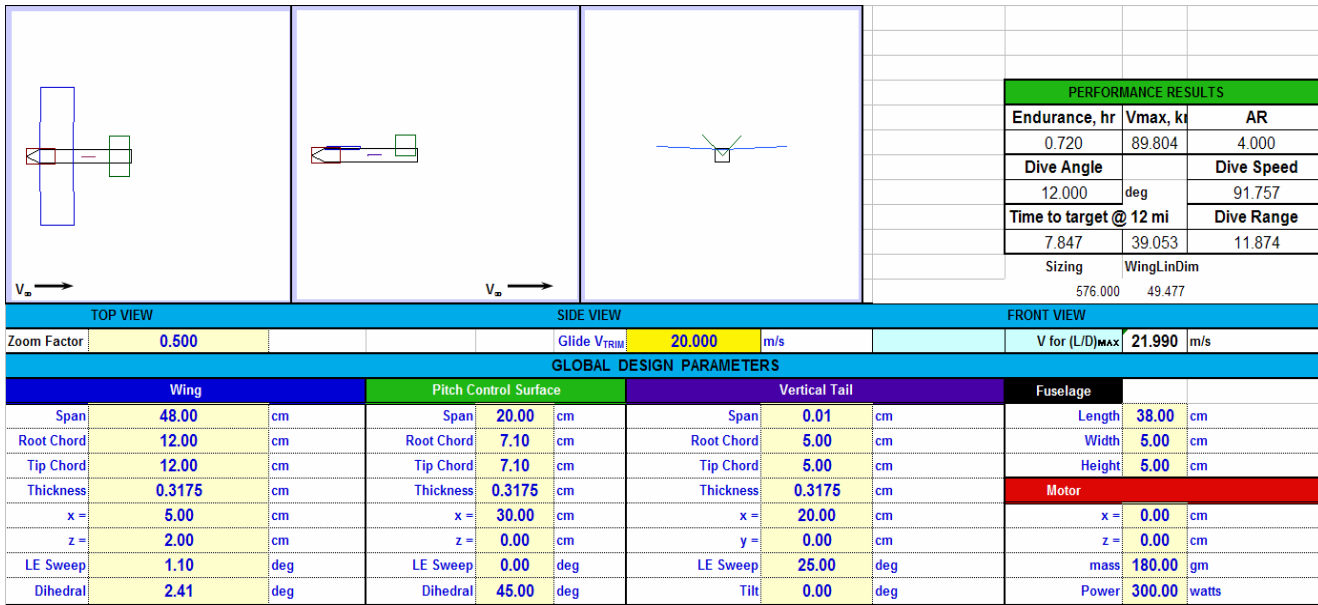 PERFORMANCE RESULTS
Endurance, hr Vmax, k AR
0.720 89.804 4.000
Dive Angle Dive Speed
12.000 deg 91.757
Time to target @ 12 mi Dive Range
7.847 39.053 11.874
Sizing WingLinDim
576.000 49.477
V∞ V∞
TOP VIEW SIDE VIEW FRONT VIEW
Zoom Factor 0.500 Glide VTRIM 20.000 m/s V for (L/D)MAX 21.990 m/s
GLOBAL DESIGN PARAMETERS
Wing Pitch Control Surface Vertical Tail Fuselage
Span 48.00 cm Span 20.00 cm Span 0.01 cm Length 38.00 cm
Root Chord 12.00 cm Root Chord 7.10 cm Root Chord 5.00 cm Width 5.00 cm
Tip Chord 12.00 cm Tip Chord 7.10 cm Tip Chord 5.00 cm Height 5.00 cm
Thickness 0.3175 cm Thickness 0.3175 cm Thickness 0.3175 cm Motor
x = 5.00 cm x = 30.00 cm x = 20.00 cm x = 0.00 cm
z = 2.00 cm z = 0.00 cm y = 0.00 cm z = 0.00 cm
LE Sweep 1.10 deg LE Sweep 0.00 deg LE Sweep 25.00 deg mass 180.00 gm
Dihedral 2.41 deg Dihedral 45.00 deg Tilt 0.00 deg Power 300.00 watts